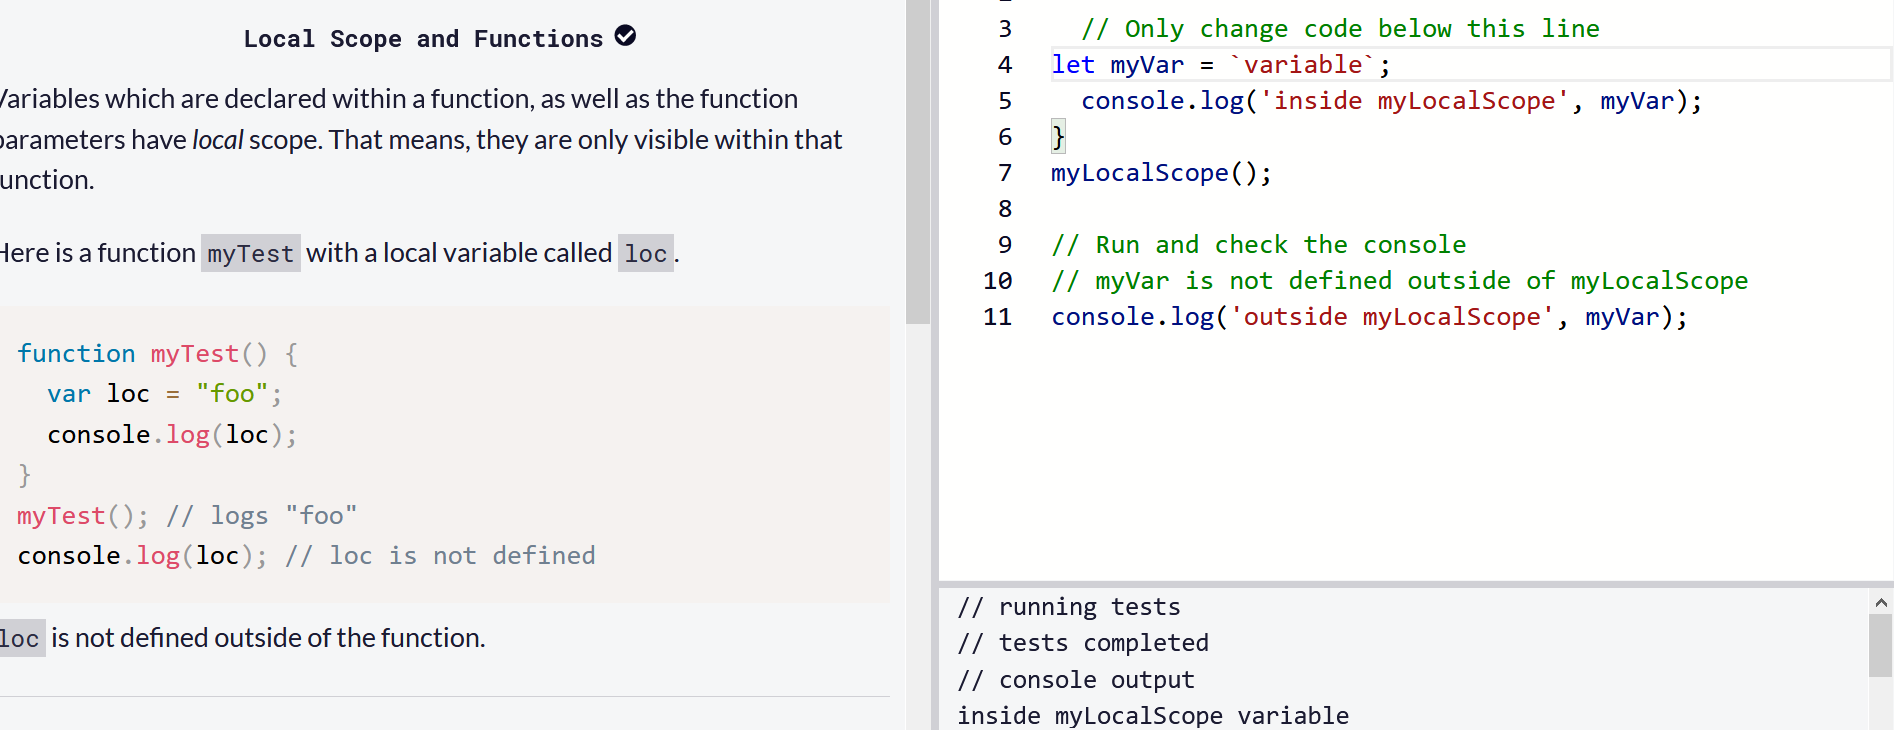 Local Scope and Functions
Variables which are declared within a function, as well as the function
parameters have local scope. That means, they are only visible within that
function.
Here is a function myTest with a local variable called loc.
function myTest() {
  var loc = "foo";
  console.log(loc);
}
myTest(); // logs "foo"
console.log(loc); // loc is not defined
loc is not defined outside of the function.
3   // Only change code below this line
4 let myVar = `variable`;
5   console.log('inside myLocalScope', myVar);
6 }
7 myLocalScope();
8
9 // Run and check the console
10 // myVar is not defined outside of myLocalScope
11 console.log('outside myLocalScope', myVar);
// running tests
// tests completed
// console output
inside myLocalScope variable